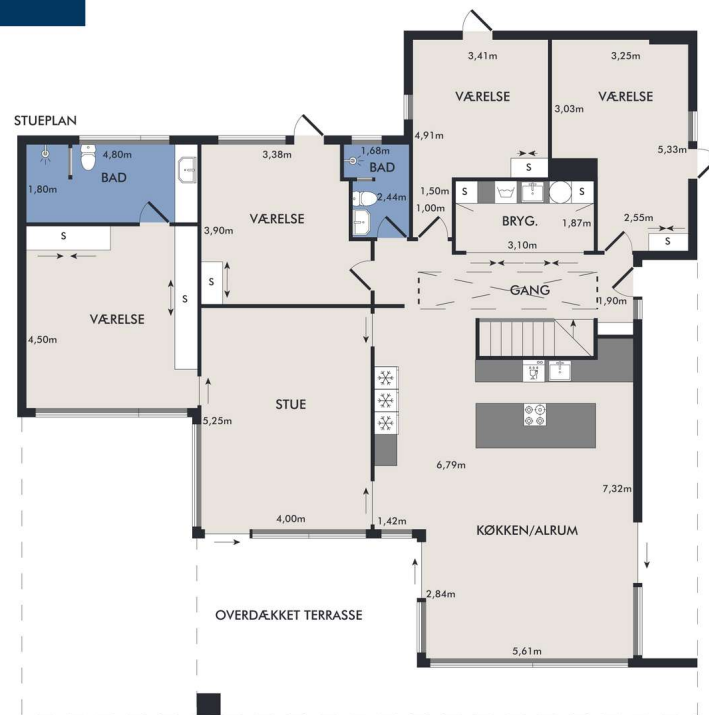 STUEPLAN
3,41m
3,25m
VÆRELSE
VÆRELSE
3,03m
4,91m
5,33m
4,80m
BAD
1,80m
3,38m
1,68m
BAD
2,44m
S
1,50m
1,00m
S
S
BRYG.
1,87m
3,10m
2,55m
S
VÆRELSE
3,90m
S
GANG
1,90m
S
S
VÆRELSE
4,50m
STUE
5,25m
4,00m
6,79m
7,32m
1,42m
KØKKEN/ALRUM
2,84m
5,61m
OVERDÆKKET TERRASSE